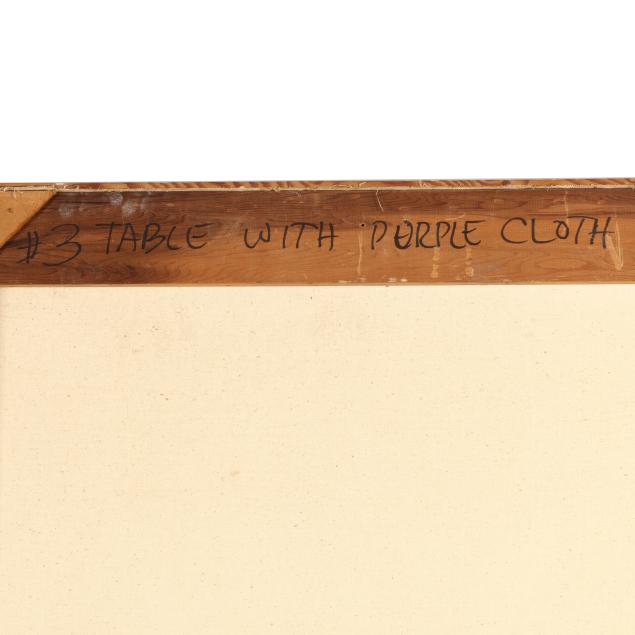 #3 TABLE WITH PURPLE CLOTH